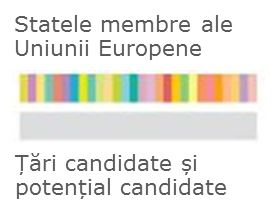 Statele membre ale
Uniunii Europene
Țări candidate și
potențial candidate